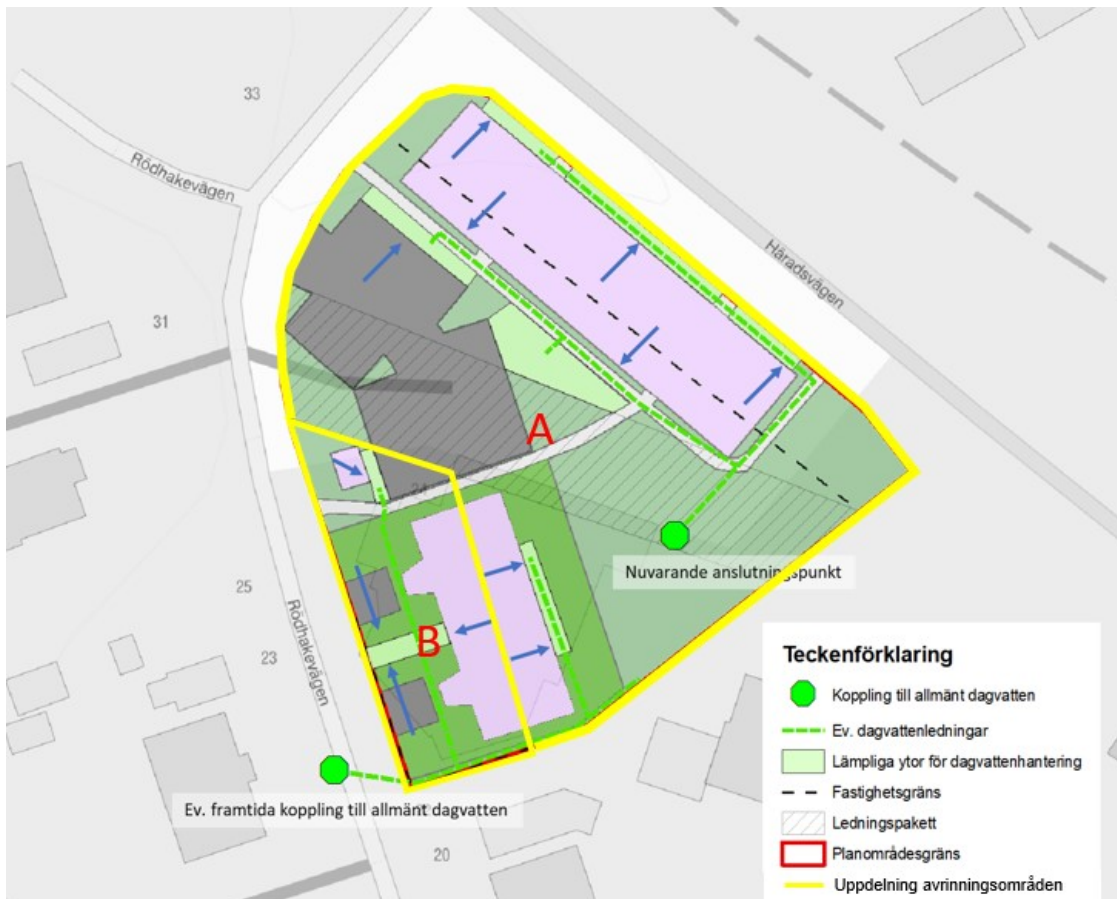 33
Rödhakevägen
Häradsvägen
31
A
24
Nuvarande anslutningspunkt
25
B
23
Rödhakevägen
Ev. framtida koppling till allmänt dagvatten
20
Teckenförklaring
Koppling till allmänt dagvatten
Ev. dagvattenledningar
Lämpliga ytor för dagvattenhantering
Fastighetsgräns
Ledningspakett
Planområdesgräns
Uppdelning avrinningsområden